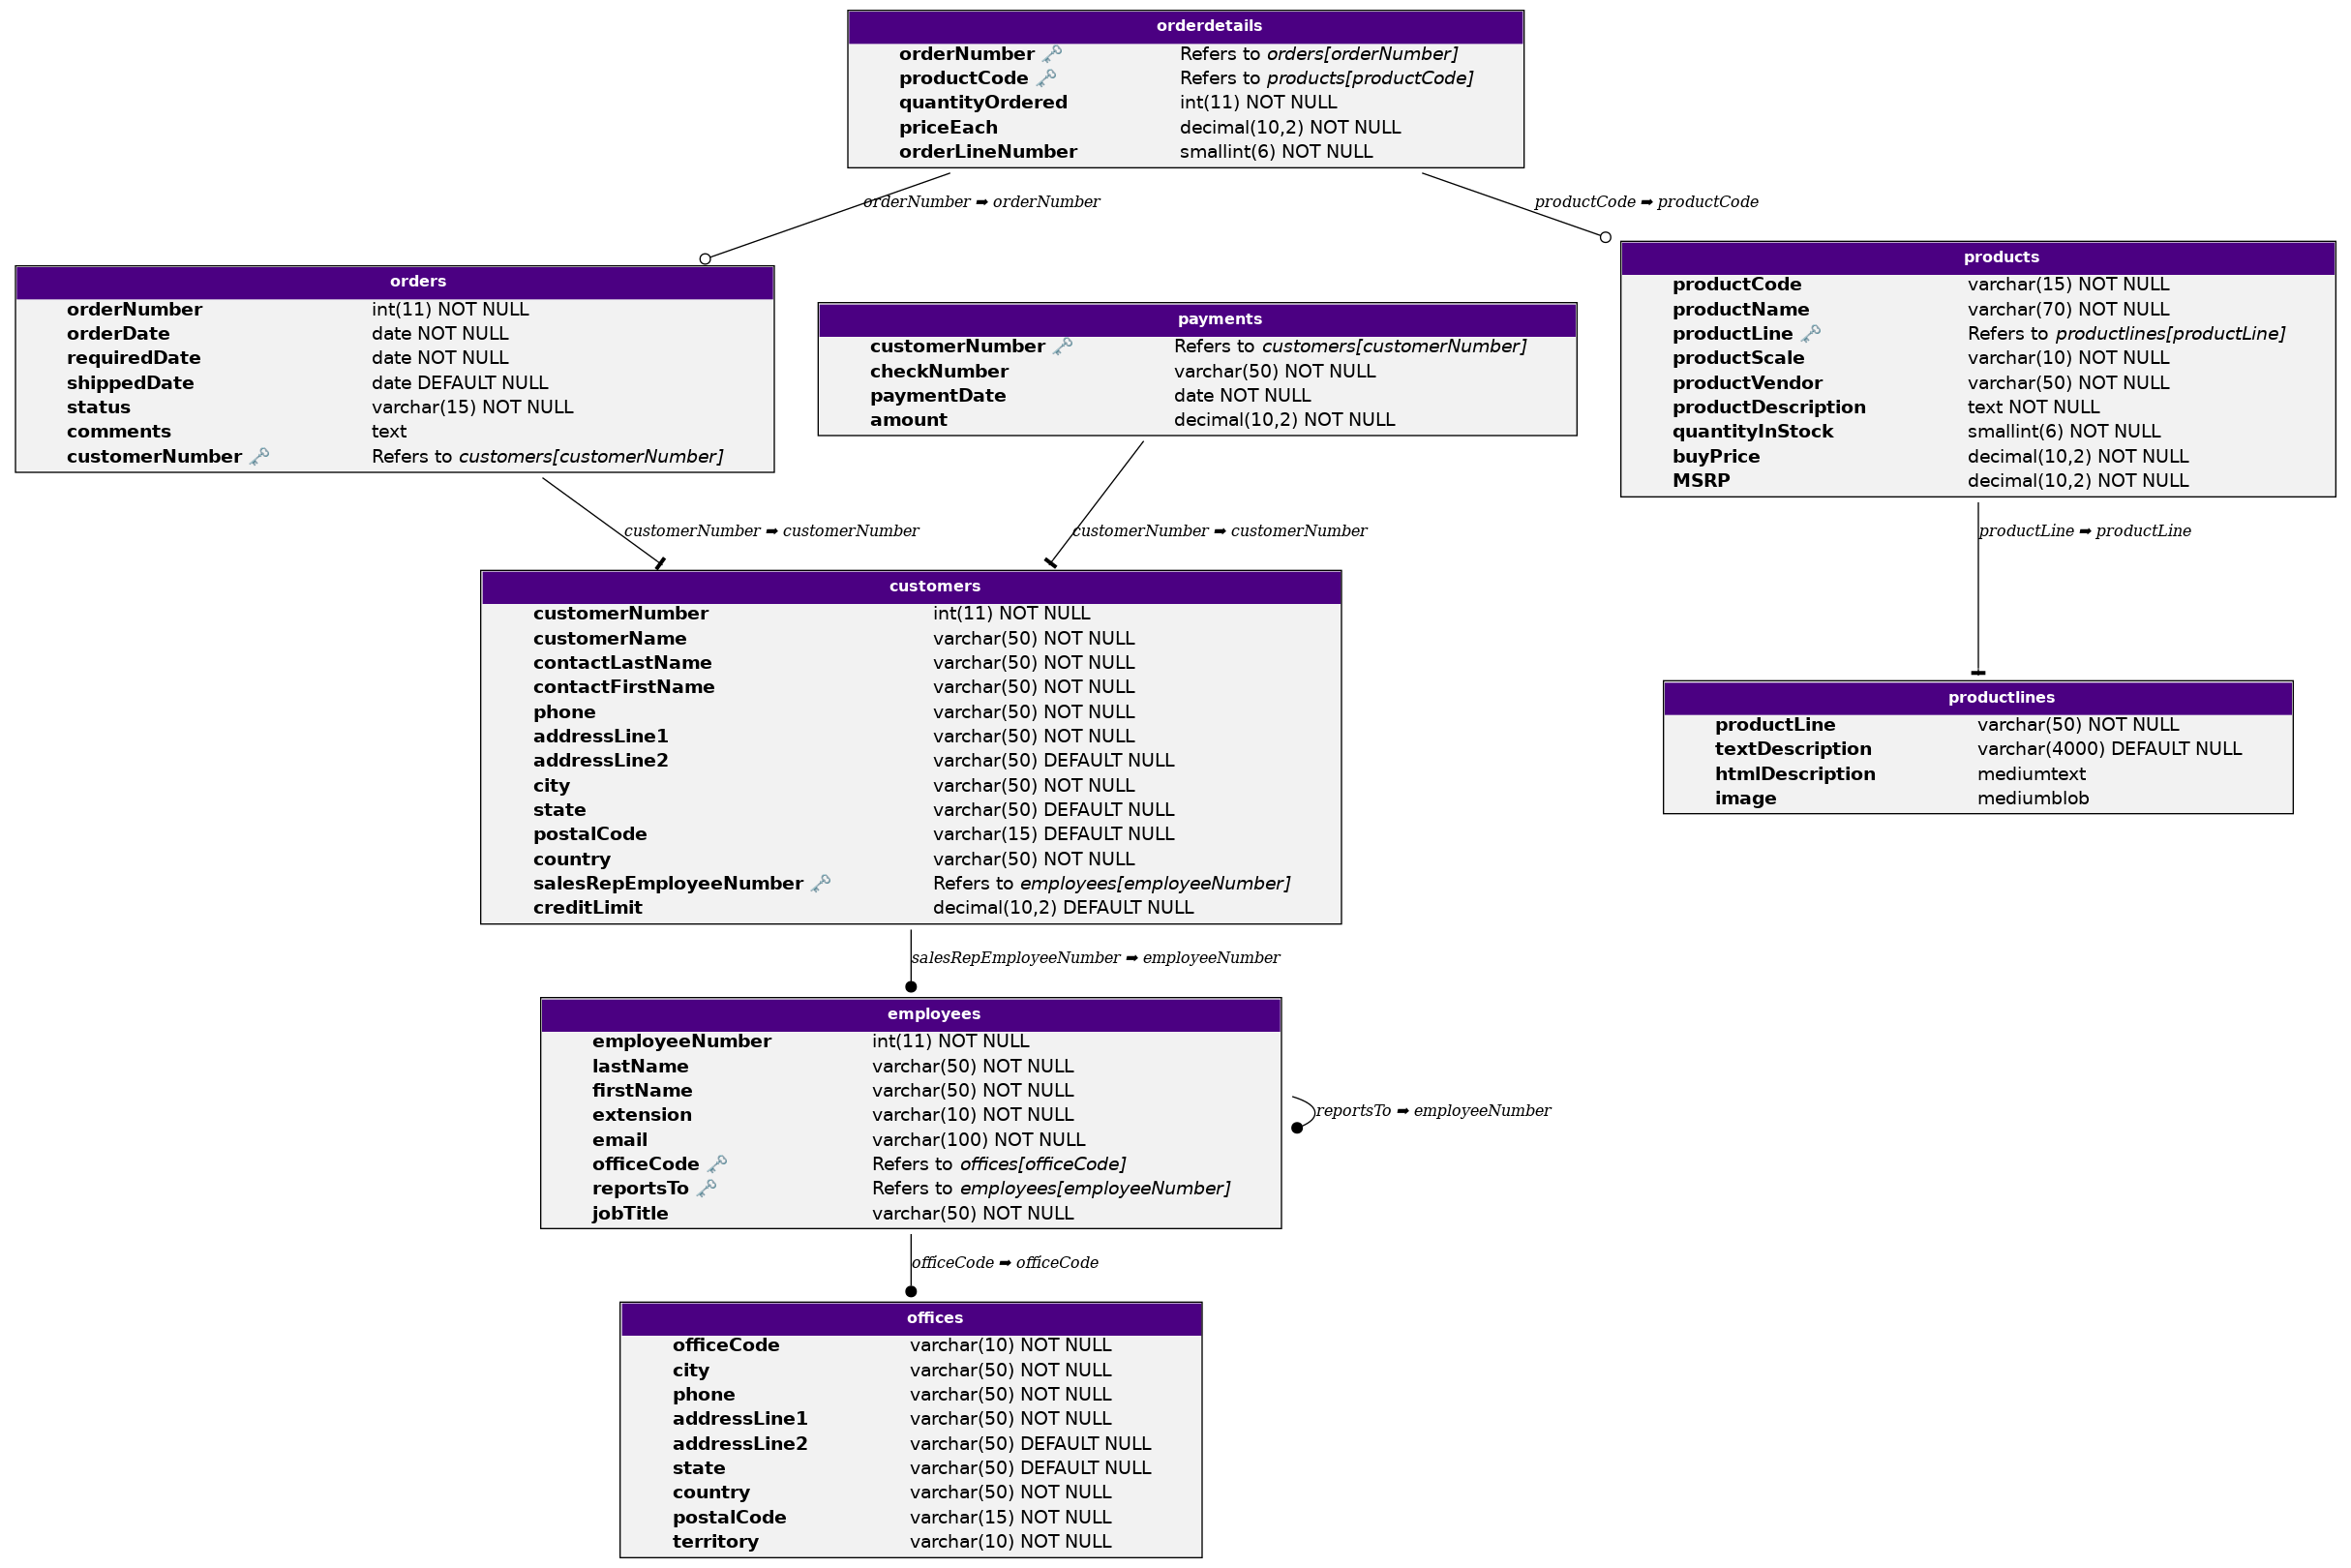 orderdetails
orderNumber 🗝 Refers to orders[orderNumber]
productCode 🗝 Refers to products[productCode]
quantityOrdered int(11) NOT NULL
priceEach decimal(10,2) NOT NULL
orderLineNumber smallint(6) NOT NULL
orderNumber ➡ orderNumber
productCode ➡ productCode
orders
orderNumber int(11) NOT NULL
orderDate date NOT NULL
requiredDate date NOT NULL
shippedDate date DEFAULT NULL
status varchar(15) NOT NULL
comments text
customerNumber 🗝 Refers to customers[customerNumber]
payments
customerNumber 🗝 Refers to customers[customerNumber]
checkNumber varchar(50) NOT NULL
paymentDate date NOT NULL
amount decimal(10,2) NOT NULL
products
productCode varchar(15) NOT NULL
productName varchar(70) NOT NULL
productLine 🗝 Refers to productlines[productLine]
productScale varchar(10) NOT NULL
productVendor varchar(50) NOT NULL
productDescription text NOT NULL
quantityInStock smallint(6) NOT NULL
buyPrice decimal(10,2) NOT NULL
MSRP decimal(10,2) NOT NULL
customerNumber ➡ customerNumber
customerNumber ➡ customerNumber
productLine ➡ productLine
customers
customerNumber int(11) NOT NULL
customerName varchar(50) NOT NULL
contactLastName varchar(50) NOT NULL
contactFirstName varchar(50) NOT NULL
phone varchar(50) NOT NULL
addressLine1 varchar(50) NOT NULL
addressLine2 varchar(50) DEFAULT NULL
city varchar(50) NOT NULL
state varchar(50) DEFAULT NULL
postalCode varchar(15) DEFAULT NULL
country varchar(50) NOT NULL
salesRepEmployeeNumber 🗝 Refers to employees[employeeNumber]
creditLimit decimal(10,2) DEFAULT NULL
productlines
productLine varchar(50) NOT NULL
textDescription varchar(4000) DEFAULT NULL
htmlDescription mediumtext
image mediumblob
salesRepEmployeeNumber ➡ employeeNumber
employees
employeeNumber int(11) NOT NULL
lastName varchar(50) NOT NULL
firstName varchar(50) NOT NULL
extension varchar(10) NOT NULL
email varchar(100) NOT NULL
officeCode 🗝 Refers to offices[officeCode]
reportsTo 🗝 Refers to employees[employeeNumber]
jobTitle varchar(50) NOT NULL
reportsTo ➡ employeeNumber
officeCode ➡ officeCode
offices
officeCode varchar(10) NOT NULL
city varchar(50) NOT NULL
phone varchar(50) NOT NULL
addressLine1 varchar(50) NOT NULL
addressLine2 varchar(50) DEFAULT NULL
state varchar(50) DEFAULT NULL
country varchar(50) NOT NULL
postalCode varchar(15) NOT NULL
territory varchar(10) NOT NULL